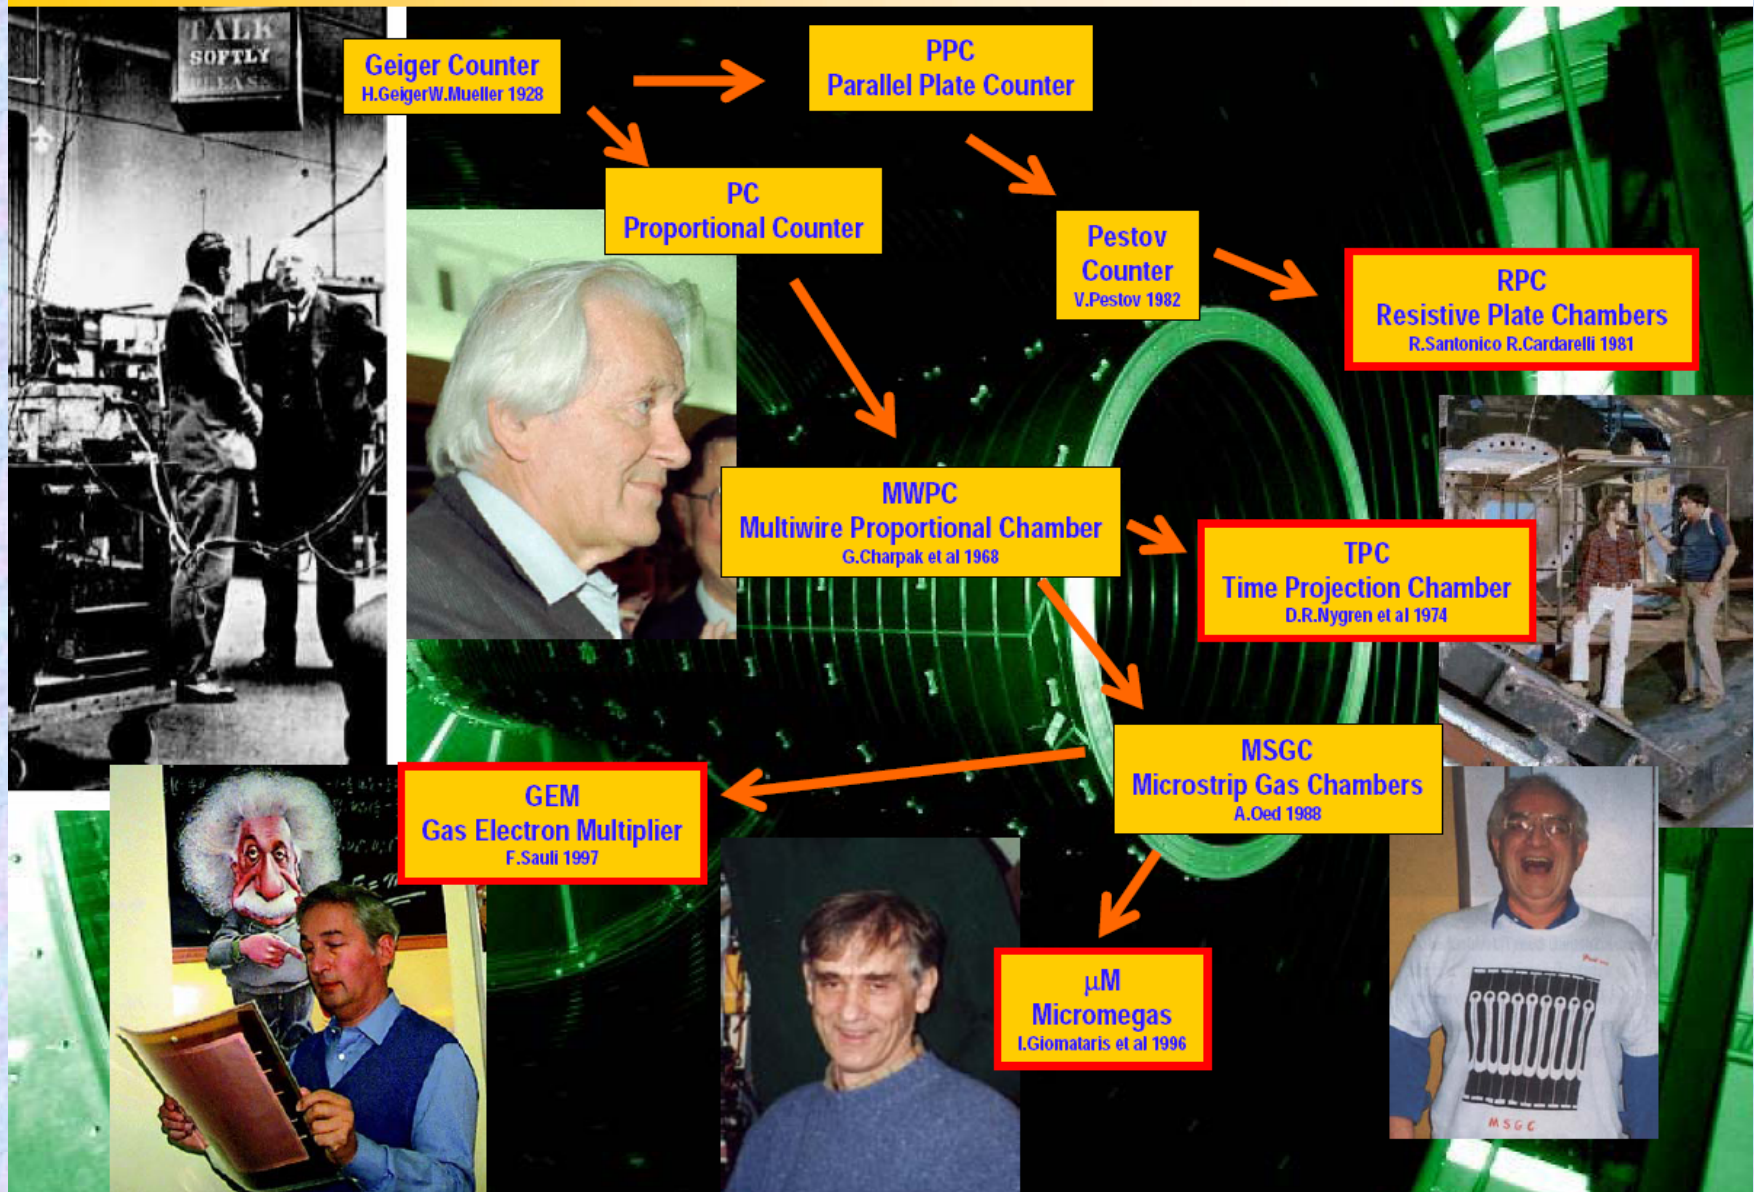 TALK
SOFTLY
PLEASE
Geiger Counter
H.GeigerW.Mueller 1928
PPC
Parallel Plate Counter
PC
Proportional Counter
Pestov
Counter
V.Pestov 1982
RPC
Resistive Plate Chambers
R.Santonico R.Cardarelli 1981
MWPC
Multiwire Proportional Chamber
G.Charpak et al 1968
TPC
Time Projection Chamber
D.R.Nygren et al 1974
MSGC
Microstrip Gas Chambers
A.Oed 1988
GEM
Gas Electron Multiplier
F.Sauli 1997
μM
Micromegas
I.Giomataris et al 1996
MSGC